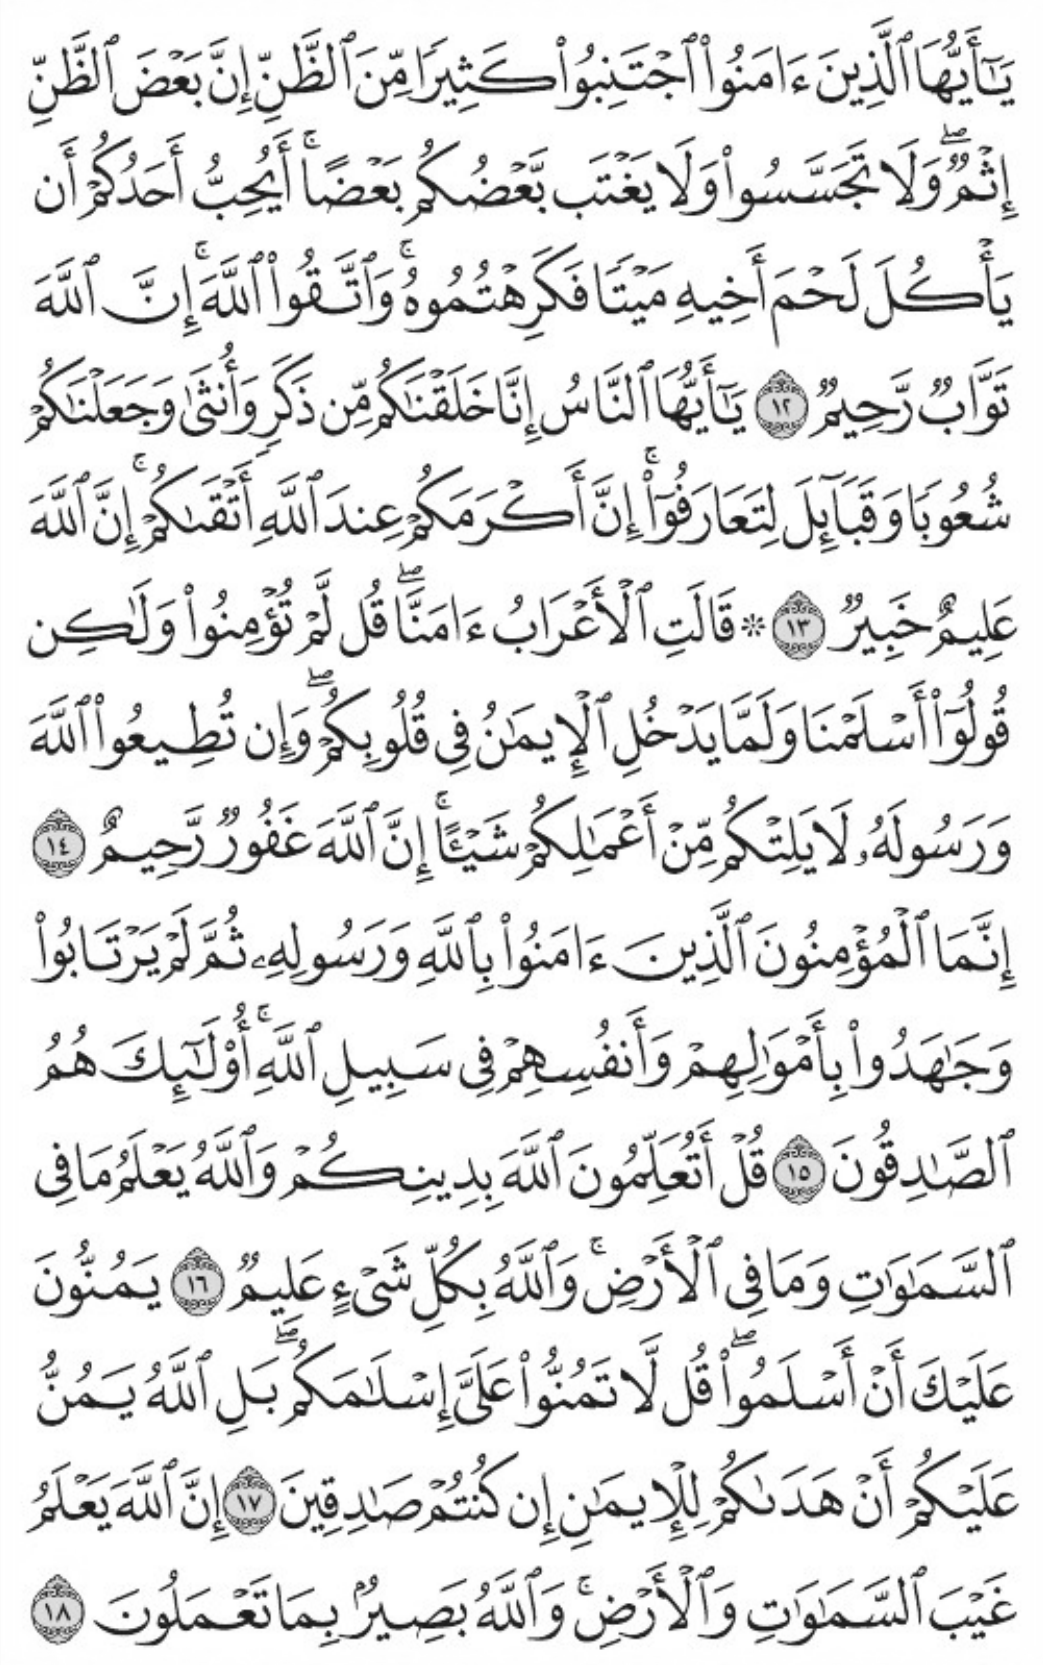 يَٰٓأَيُّهَا ٱلَّذِينَ ءَامَنُوا۟ ٱجْتَنِبُوا۟ كَثِيرًا مِّنَ ٱلظَّنِّ إِنَّ بَعْضَ ٱلظَّنِّ
إِثْمٌ ۖ وَلَا تَجَسَّسُوا۟ وَلَا يَغْتَب بَّعْضُكُم بَعْضًا ۚ أَيُحِبُّ أَحَدُكُمْ أَن
يَأْكُلَ لَحْمَ أَخِيهِ مَيْتًا فَكَرِهْتُمُوهُ ۚ وَٱتَّقُوا۟ ٱللَّهَ ۚ إِنَّ ٱللَّهَ
تَوَّابٌ رَّحِيمٌ ١٢ يَٰٓأَيُّهَا ٱلنَّاسُ إِنَّا خَلَقْنَٰكُم مِّن ذَكَرٍ وَأُنثَىٰ وَجَعَلْنَٰكُمْ
شُعُوبًا وَقَبَآئِلَ لِتَعَارَفُوٓا۟ ۚ إِنَّ أَكْرَمَكُمْ عِندَ ٱللَّهِ أَتْقَىٰكُمْ ۚ إِنَّ ٱللَّهَ
عَلِيمٌ خَبِيرٌ ١٣ * قَالَتِ ٱلْأَعْرَابُ ءَامَنَّا ۖ قُل لَّمْ تُؤْمِنُوا۟ وَلَٰكِن
قُولُوٓا۟ أَسْلَمْنَا وَلَمَّا يَدْخُلِ ٱلْإِيمَٰنُ فِى قُلُوبِكُمْ ۖ وَإِن تُطِيعُوا۟ ٱللَّهَ
وَرَسُولَهُۥ لَا يَلِتْكُم مِّنْ أَعْمَٰلِكُمْ شَيْـًٔا ۚ إِنَّ ٱللَّهَ غَفُورٌ رَّحِيمٌ ١٤
إِنَّمَا ٱلْمُؤْمِنُونَ ٱلَّذِينَ ءَامَنُوا۟ بِٱللَّهِ وَرَسُولِهِۦ ثُمَّ لَمْ يَرْتَابُوا۟
وَجَٰهَدُوا۟ بِأَمْوَٰلِهِمْ وَأَنفُسِهِمْ فِى سَبِيلِ ٱللَّهِ ۚ أُو۟لَٰٓئِكَ هُمُ
ٱلصَّٰدِقُونَ ١٥ قُلْ أَتُعَلِّمُونَ ٱللَّهَ بِدِينِكُمْ وَٱللَّهُ يَعْلَمُ مَا فِى
ٱلسَّمَٰوَٰتِ وَمَا فِى ٱلْأَرْضِ ۚ وَٱللَّهُ بِكُلِّ شَىْءٍ عَلِيمٌ ١٦ يَمُنُّونَ
عَلَيْكَ أَنْ أَسْلَمُوا۟ ۖ قُل لَّا تَمُنُّوا۟ عَلَىَّ إِسْلَٰمَكُم ۖ بَلِ ٱللَّهُ يَمُنُّ
عَلَيْكُمْ أَنْ هَدَىٰكُمْ لِلْإِيمَٰنِ إِن كُنتُمْ صَٰدِقِينَ ١٧ إِنَّ ٱللَّهَ يَعْلَمُ
غَيْبَ ٱلسَّمَٰوَٰتِ وَٱلْأَرْضِ ۚ وَٱللَّهُ بَصِيرٌۢ بِمَا تَعْمَلُونَ ١٨